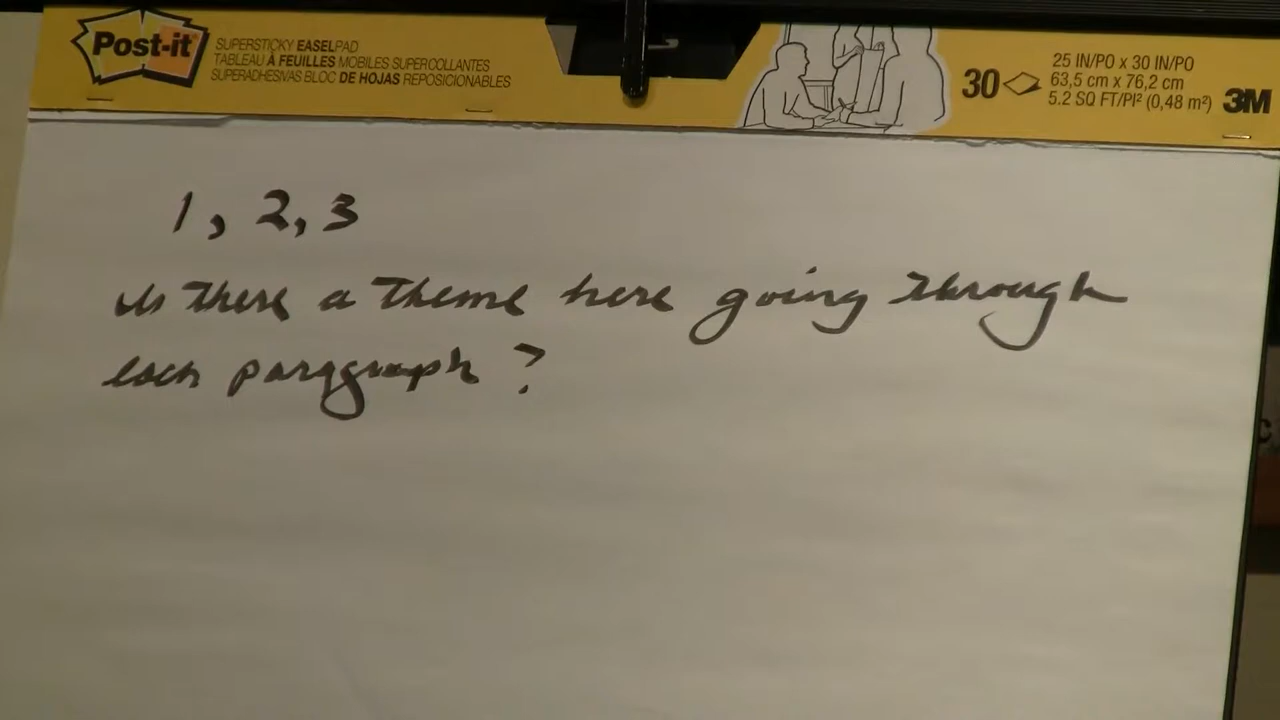 Post-it
SUPERSTICKY EASELPAD
TABLEAU À FEUILLES MOBILES SUPERCOLLANTES
SUPERADHESIVAS BLOC DE HOJAS REPOSICIONABLES
30
25 IN/PO x 30 IN/PO
63,5 cm x 76,2 cm
5.2 SQ FT/PI² (0,48 m²)
3M
1, 2, 3
Is there a theme here going through
each paragraph ?